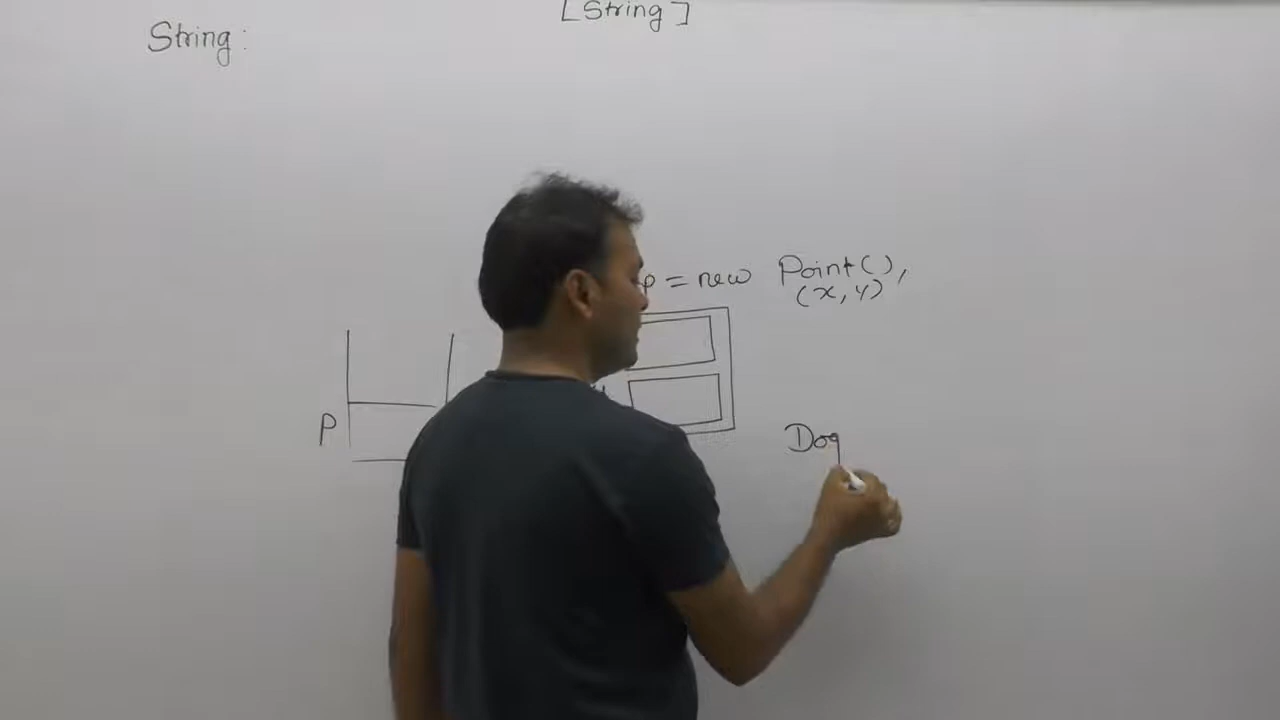 [String]
String:
p = new Point(),
(x, y)
P
Dog